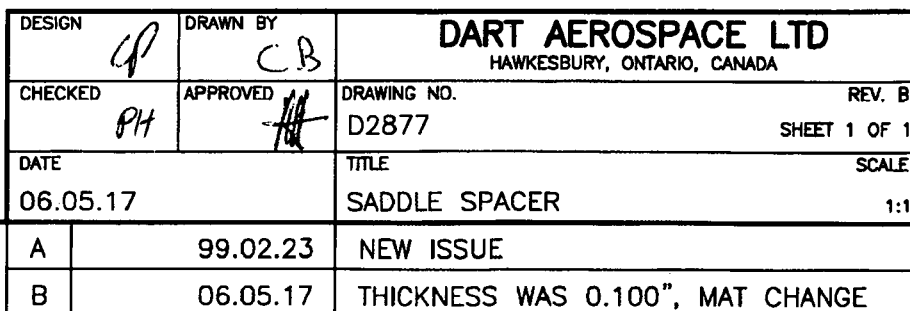 DESIGN
DRAWN BY
CB
DART AEROSPACE LTD
HAWKESBURY, ONTARIO, CANADA
CHECKED
PH
APPROVED
DRAWING NO.
REV. B
D2877
SHEET 1 OF 1
DATE
TITLE
SCALE
06.05.17
SADDLE SPACER
1:1
A 99.02.23 NEW ISSUE
B 06.05.17 THICKNESS WAS 0.100", MAT CHANGE